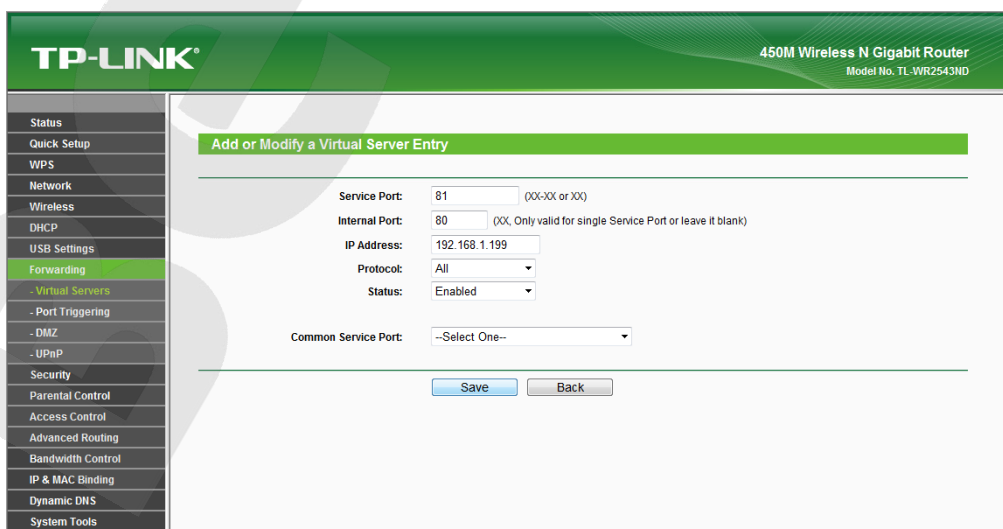 TP-LINK®
450M Wireless N Gigabit Router
Model No. TL-WR2543ND
Status
Quick Setup
WPS
Network
Wireless
DHCP
USB Settings
Forwarding
- Virtual Servers
- Port Triggering
- DMZ
- UPnP
Security
Parental Control
Access Control
Advanced Routing
Bandwidth Control
IP & MAC Binding
Dynamic DNS
System Tools
Add or Modify a Virtual Server Entry
Service Port: 81 (XX-XX or XX)
Internal Port: 80 (XX, Only valid for single Service Port or leave it blank)
IP Address: 192.168.1.199
Protocol: All
Status: Enabled
Common Service Port: --Select One--
Save Back